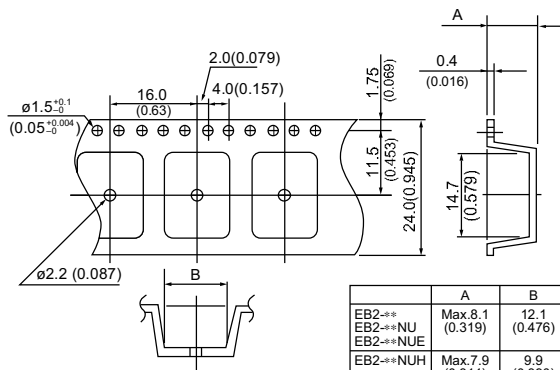 A
2.0(0.079)
0.4
(0.016)
16.0
(0.63)
4.0(0.157)
1.75
(0.069)
ø1.5 +0.1 -0
(0.05 +0.004 -0)
11.5
(0.453)
24.0(0.945)
14.7
(0.579)
ø2.2 (0.087)
B
A B
EB2-** Max.8.1 12.1
EB2-**NU (0.319) (0.476)
EB2-**NUE
EB2-**NUH Max.7.9 9.9